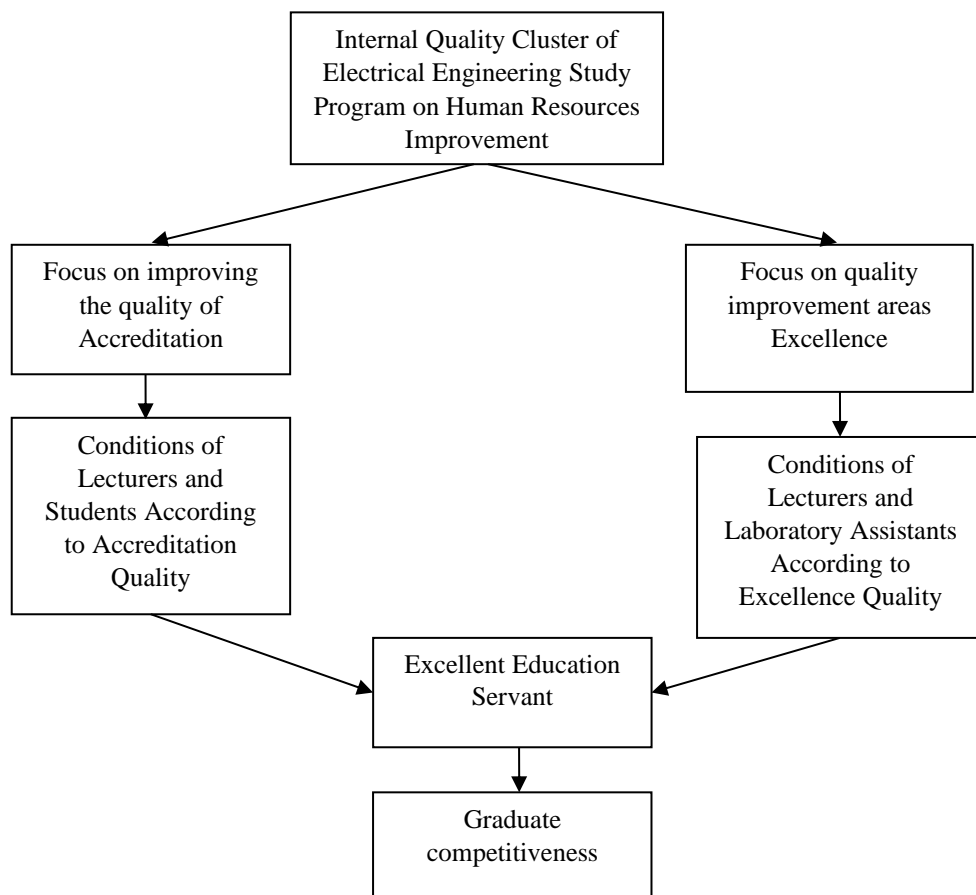 Internal Quality Cluster of
Electrical Engineering Study
Program on Human Resources
Improvement
Focus on improving
the quality of
Accreditation
Focus on quality
improvement areas
Excellence
Conditions of
Lecturers and
Students According
to Accreditation
Quality
Conditions of
Lecturers and
Laboratory Assistants
According to
Excellence Quality
Excellent Education
Servant
Graduate
competitiveness